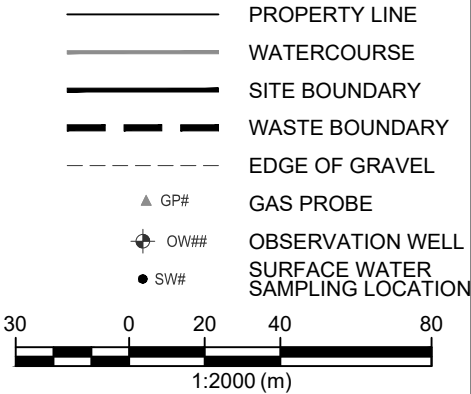 PROPERTY LINE
WATERCOURSE
SITE BOUNDARY
WASTE BOUNDARY
EDGE OF GRAVEL
GP# GAS PROBE
OW## OBSERVATION WELL
SW# SURFACE WATER
SAMPLING LOCATION
30 0 20 40 80
1:2000 (m)